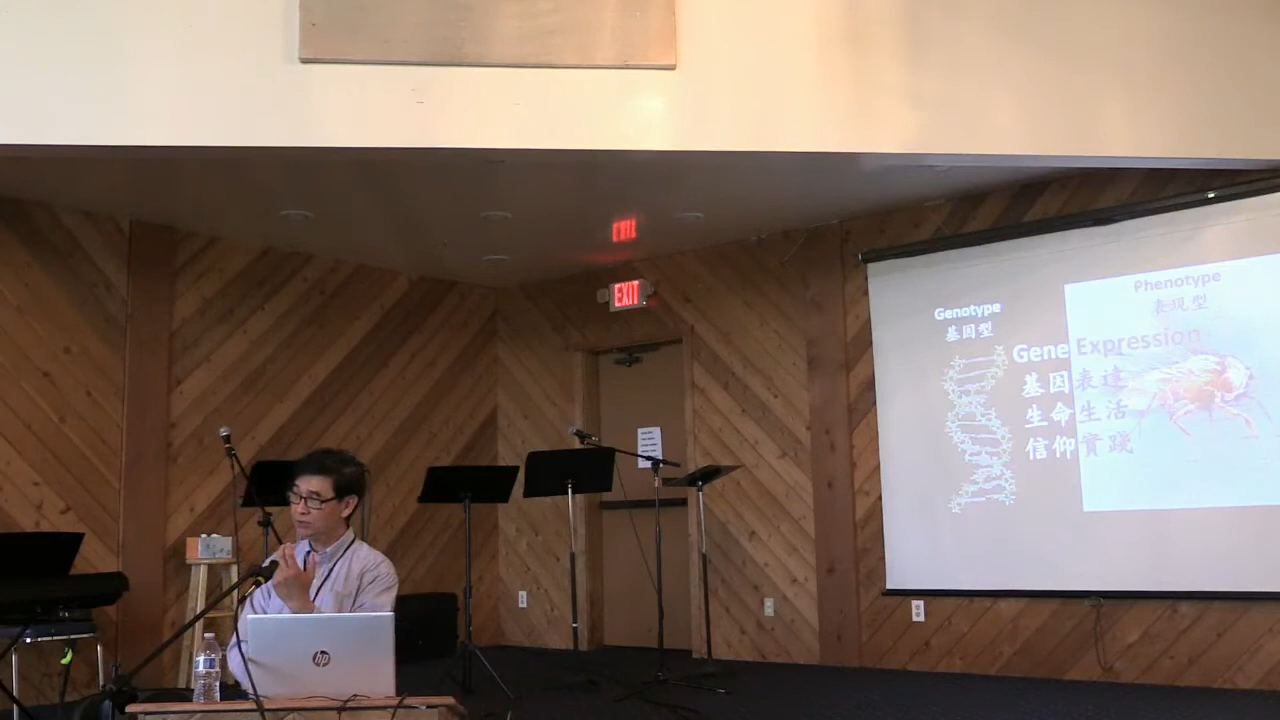 EXIT
Genotype
基因型
Phenotype
表現型
Gene Expression
基因表達
生命生活
信仰實踐
hp